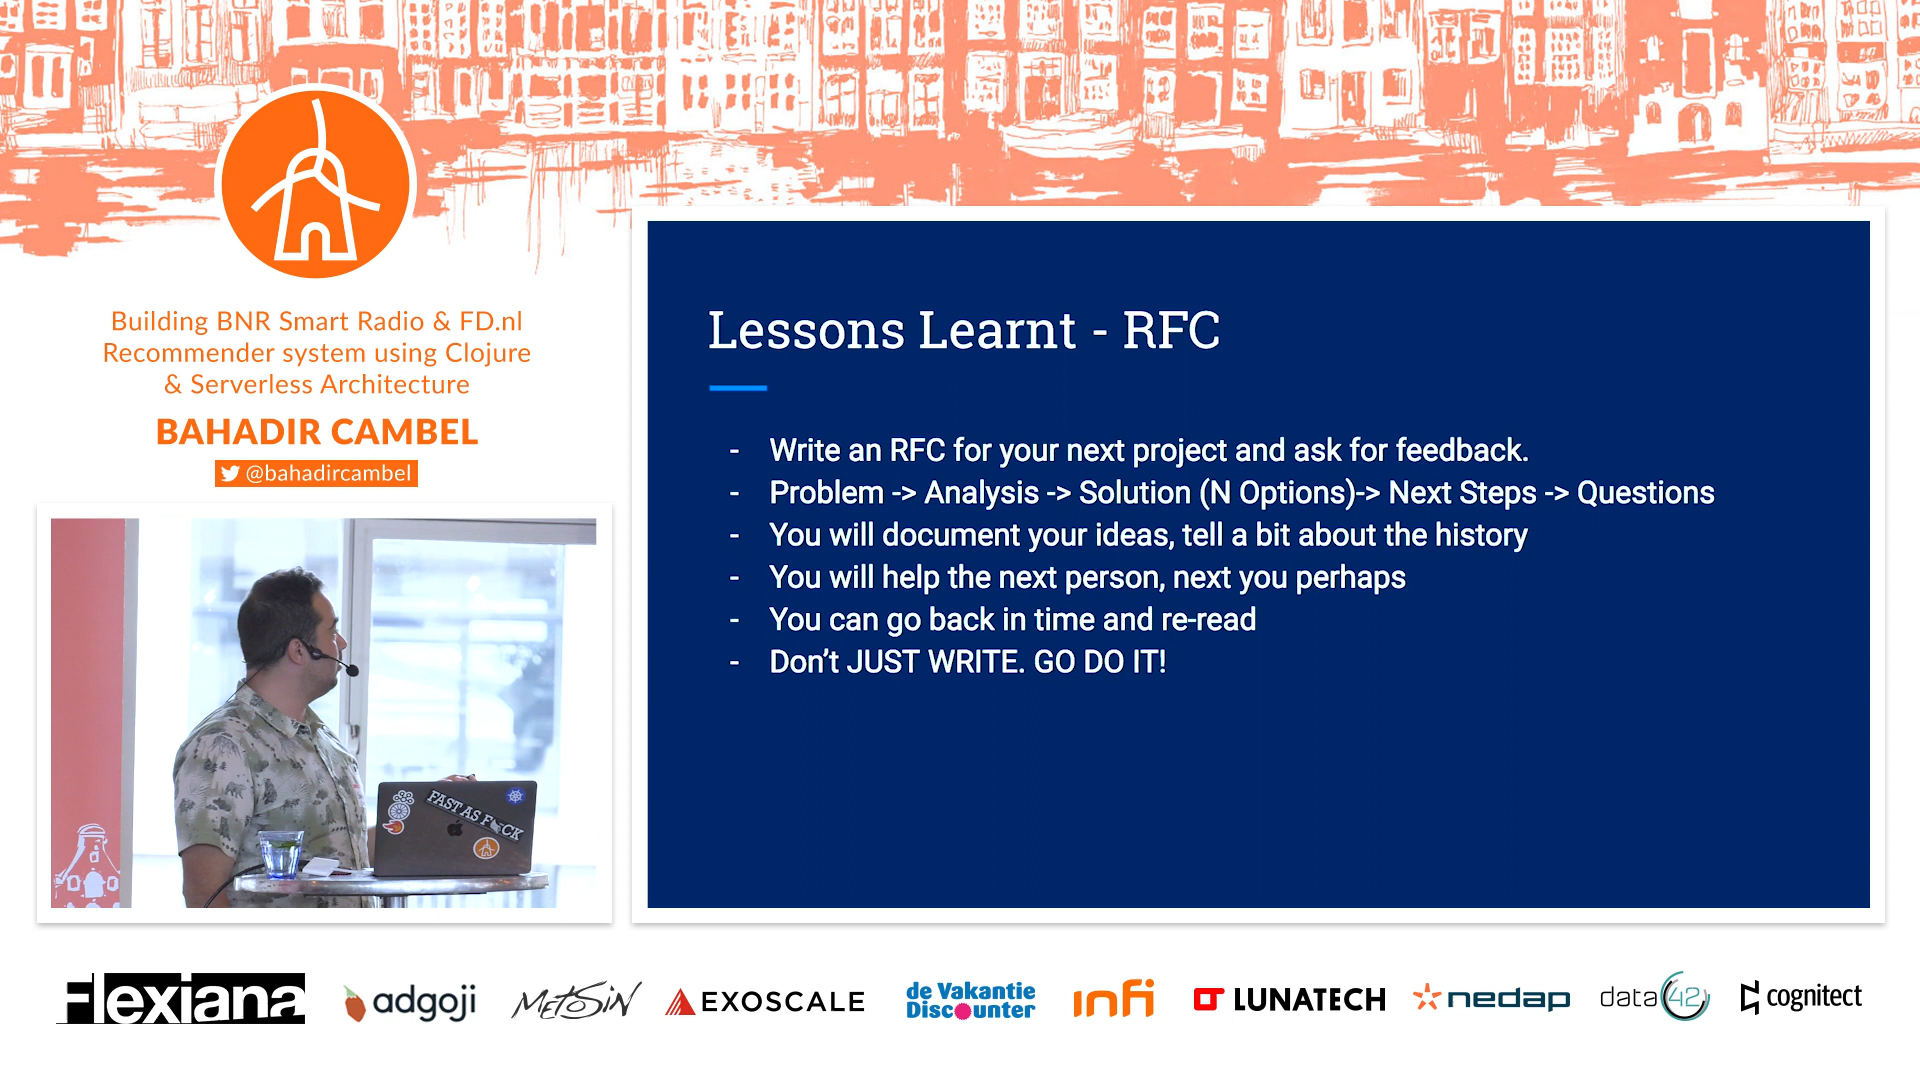 Building BNR Smart Radio & FD.nl
Recommender system using Clojure
& Serverless Architecture
BAHADIR CAMBEL
@bahadircambel
Lessons Learnt - RFC
- Write an RFC for your next project and ask for feedback.
- Problem -> Analysis -> Solution (N Options)-> Next Steps -> Questions
- You will document your ideas, tell a bit about the history
- You will help the next person, next you perhaps
- You can go back in time and re-read
- Don’t JUST WRITE. GO DO IT!
FAST AS F CK
Flexiana
adgoji
METOSIN
EXOSCALE
de Vakantie
Discounter
infi
LUNATECH
nedap
data42
cognitect